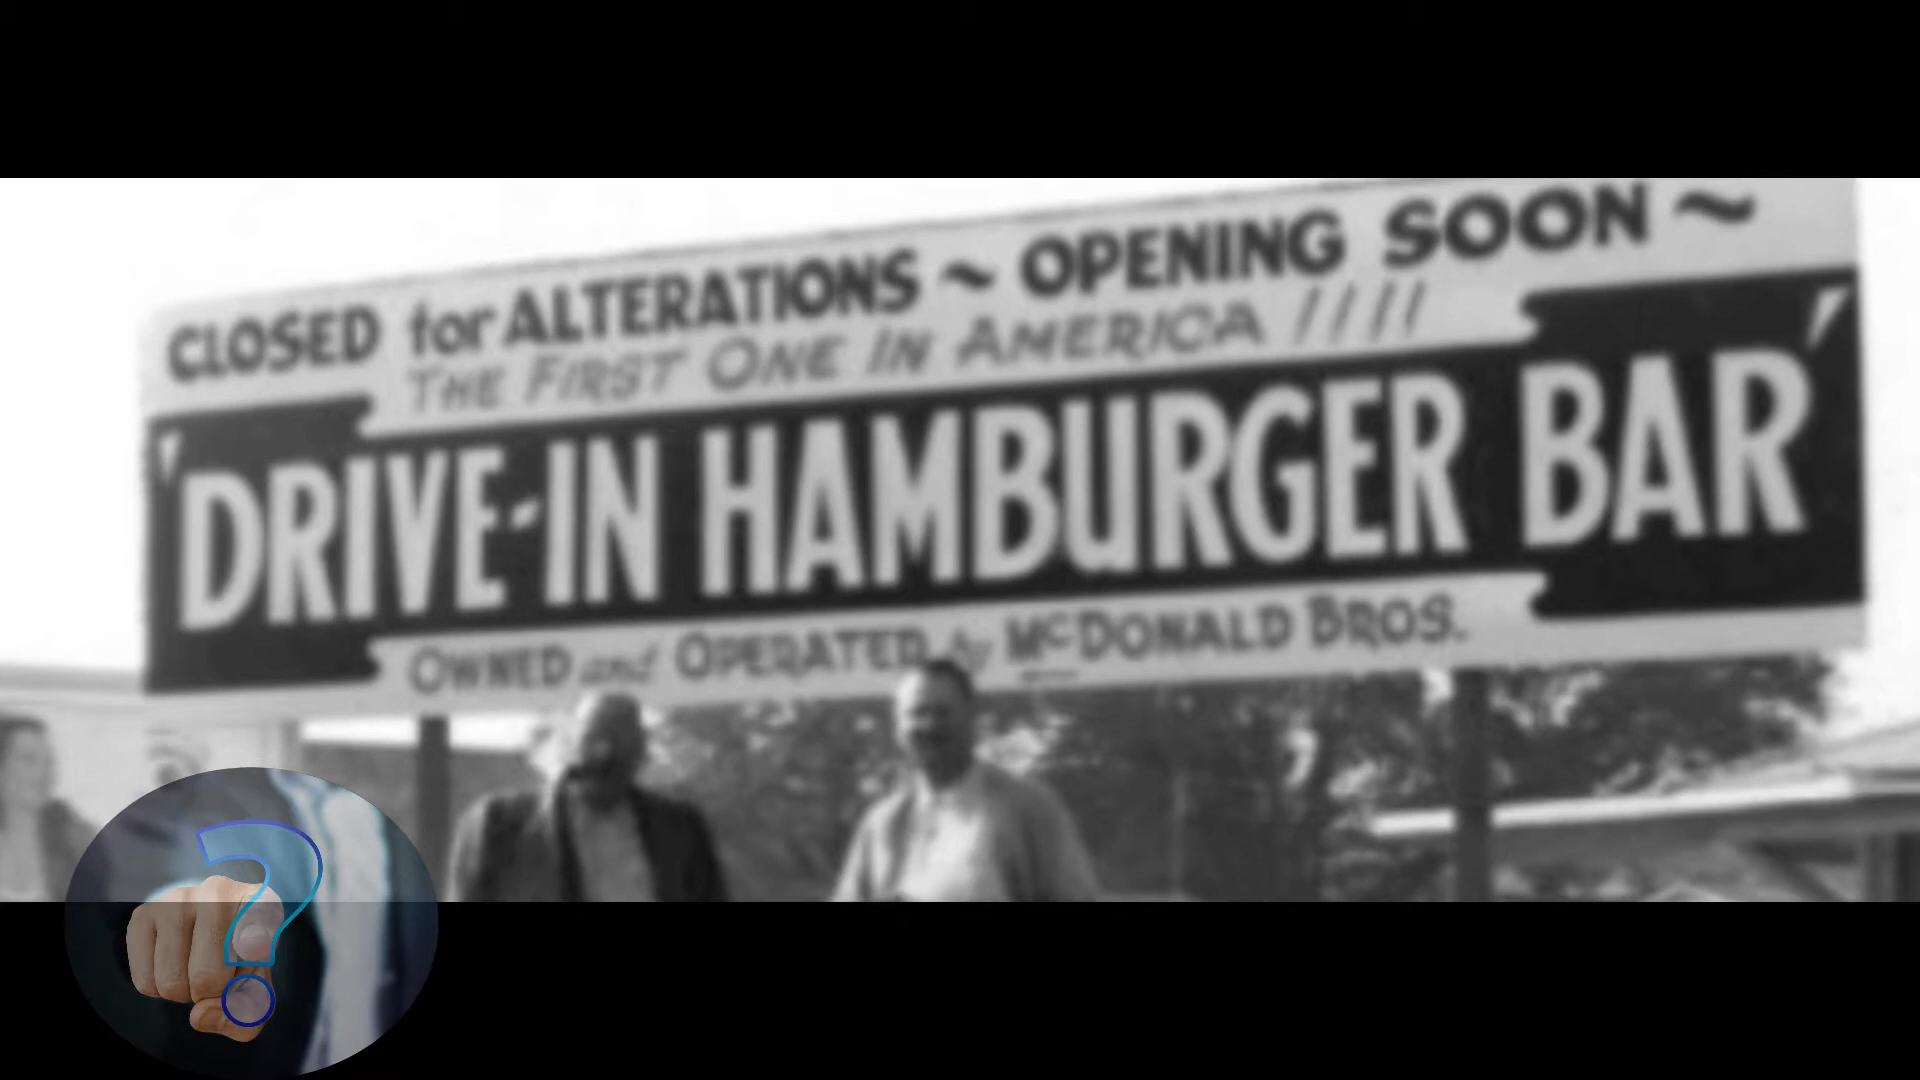 CLOSED for ALTERATIONS ~ OPENING SOON ~
THE FIRST ONE IN AMERICA !!!!
'DRIVE-IN HAMBURGER BAR'
OWNED and OPERATED by McDONALD BROS.
?